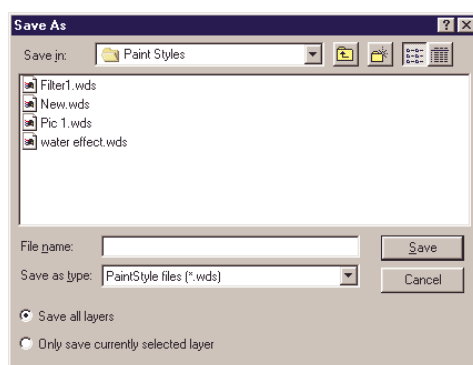 Save As
Save in: Paint Styles
Filter1.wds
New.wds
Pic 1.wds
water effect.wds
File name: Save
Save as type: PaintStyle files (*.wds) Cancel
Save all layers
Only save currently selected layer